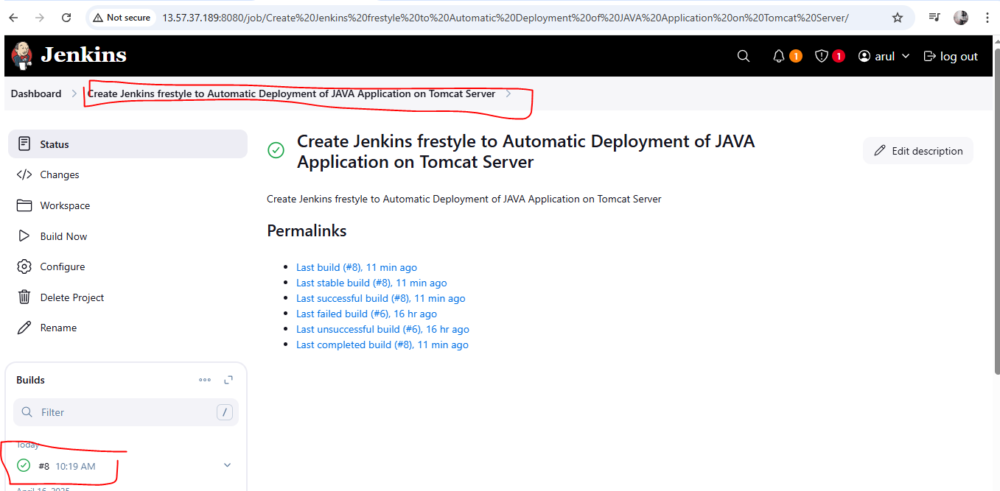 Not secure 13.57.37.189:8080/job/Create%20Jenkins%20frestyle%20to%20Automatic%20Deployment%20of%20JAVA%20Application%20on%20Tomcat%20Server/
Jenkins 1 1 arul log out
Dashboard Create Jenkins frestyle to Automatic Deployment of JAVA Application on Tomcat Server
Status
Changes
Workspace
Build Now
Configure
Delete Project
Rename
Builds
Filter /
Today
#8 10:19 AM
April 16, 2025
Create Jenkins frestyle to Automatic Deployment of JAVA
Application on Tomcat Server
Edit description
Create Jenkins frestyle to Automatic Deployment of JAVA Application on Tomcat Server
Permalinks
Last build (#8), 11 min ago
Last stable build (#8), 11 min ago
Last successful build (#8), 11 min ago
Last failed build (#6), 16 hr ago
Last unsuccessful build (#6), 16 hr ago
Last completed build (#8), 11 min ago